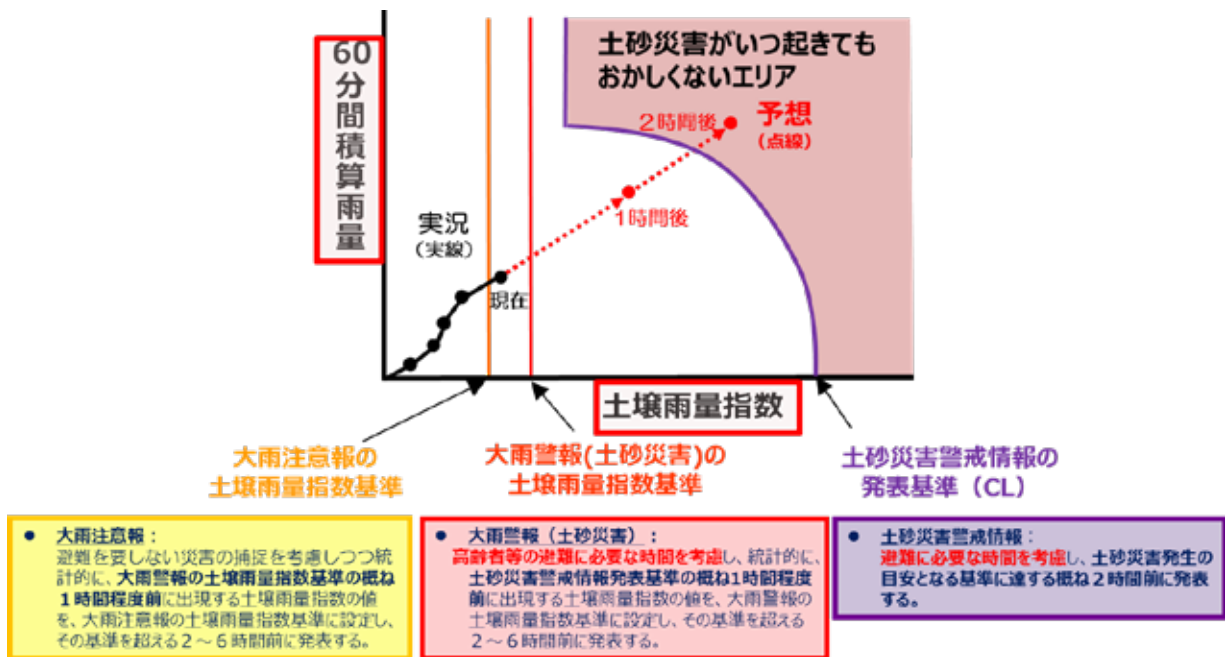 60分間積算雨量
土砂災害がいつ起きても
おかしくないエリア
2時間後
予想
(点線)
1時間後
実況
(実線)
現在
土壌雨量指数
大雨注意報の
土壌雨量指数基準
大雨警報(土砂災害)の
土壌雨量指数基準
土砂災害警戒情報の
発表基準（CL）
● 大雨注意報：
避難を要しない災害の捕捉を考慮しつつ統
計的に、大雨警報の土壌雨量指数基準の概ね
1時間程度前に出現する土壌雨量指数の値
を、大雨注意報の土壌雨量指数基準に設定し、
その基準を超える２～６時間前に発表する。
● 大雨警報（土砂災害）：
高齢者等の避難に必要な時間を考慮し、統計的に、
土砂災害警戒情報発表基準の概ね1時間程度
前に出現する土壌雨量指数の値を、大雨警報の
土壌雨量指数基準に設定し、その基準を超える
２～６時間前に発表する。
● 土砂災害警戒情報：
避難に必要な時間を考慮し、土砂災害発生の
目安となる基準に達する概ね２時間前に発表
する。